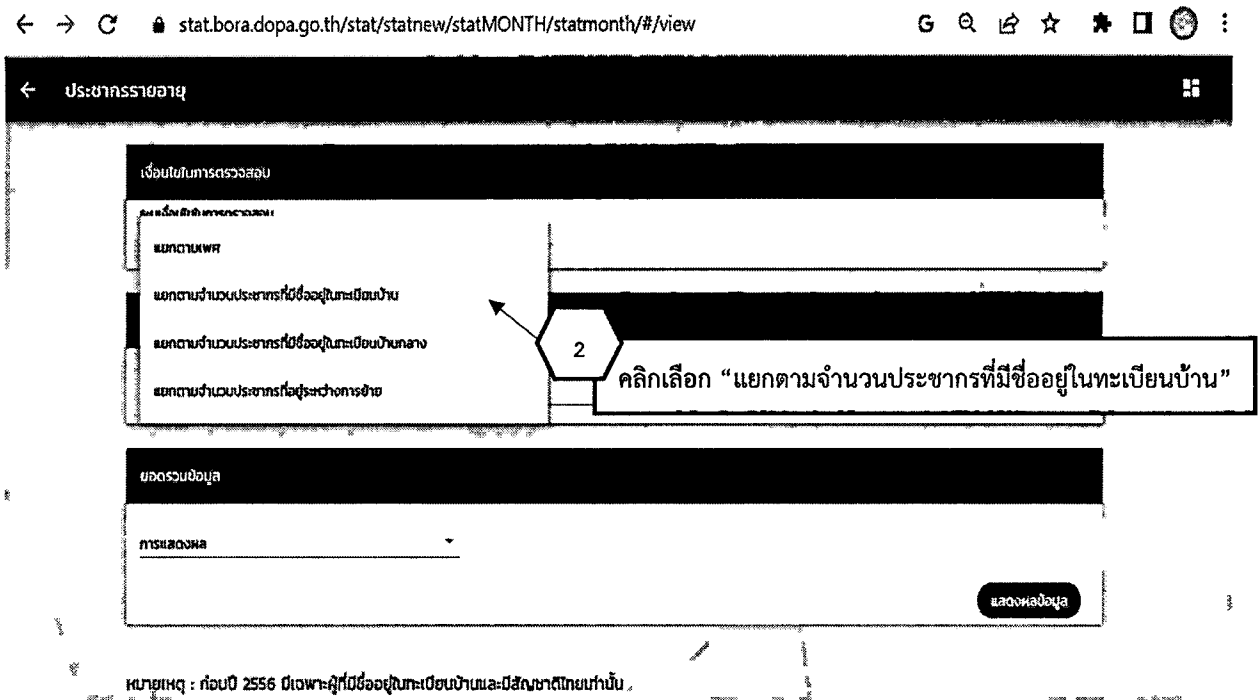 stat.bora.dopa.go.th/stat/statnew/statMONTH/statmonth/#/view
ประชากรรายอายุ
เงื่อนไขในการตรวจสอบ
แยกตามเพศ
แยกตามจำนวนประชากรที่มีชื่ออยู่ในทะเบียนบ้าน
แยกตามจำนวนประชากรที่มีชื่ออยู่ในทะเบียนบ้านกลาง
แยกตามจำนวนประชากรที่อยู่ระหว่างการย้าย
2
คลิกเลือก “แยกตามจำนวนประชากรที่มีชื่ออยู่ในทะเบียนบ้าน”
ยอดรวมข้อมูล
การแสดงผล
แสดงผลข้อมูล
หมายเหตุ : ก่อนปี 2556 มีเฉพาะผู้ที่มีชื่ออยู่ในทะเบียนบ้านและมีสัญชาติไทยเท่านั้น